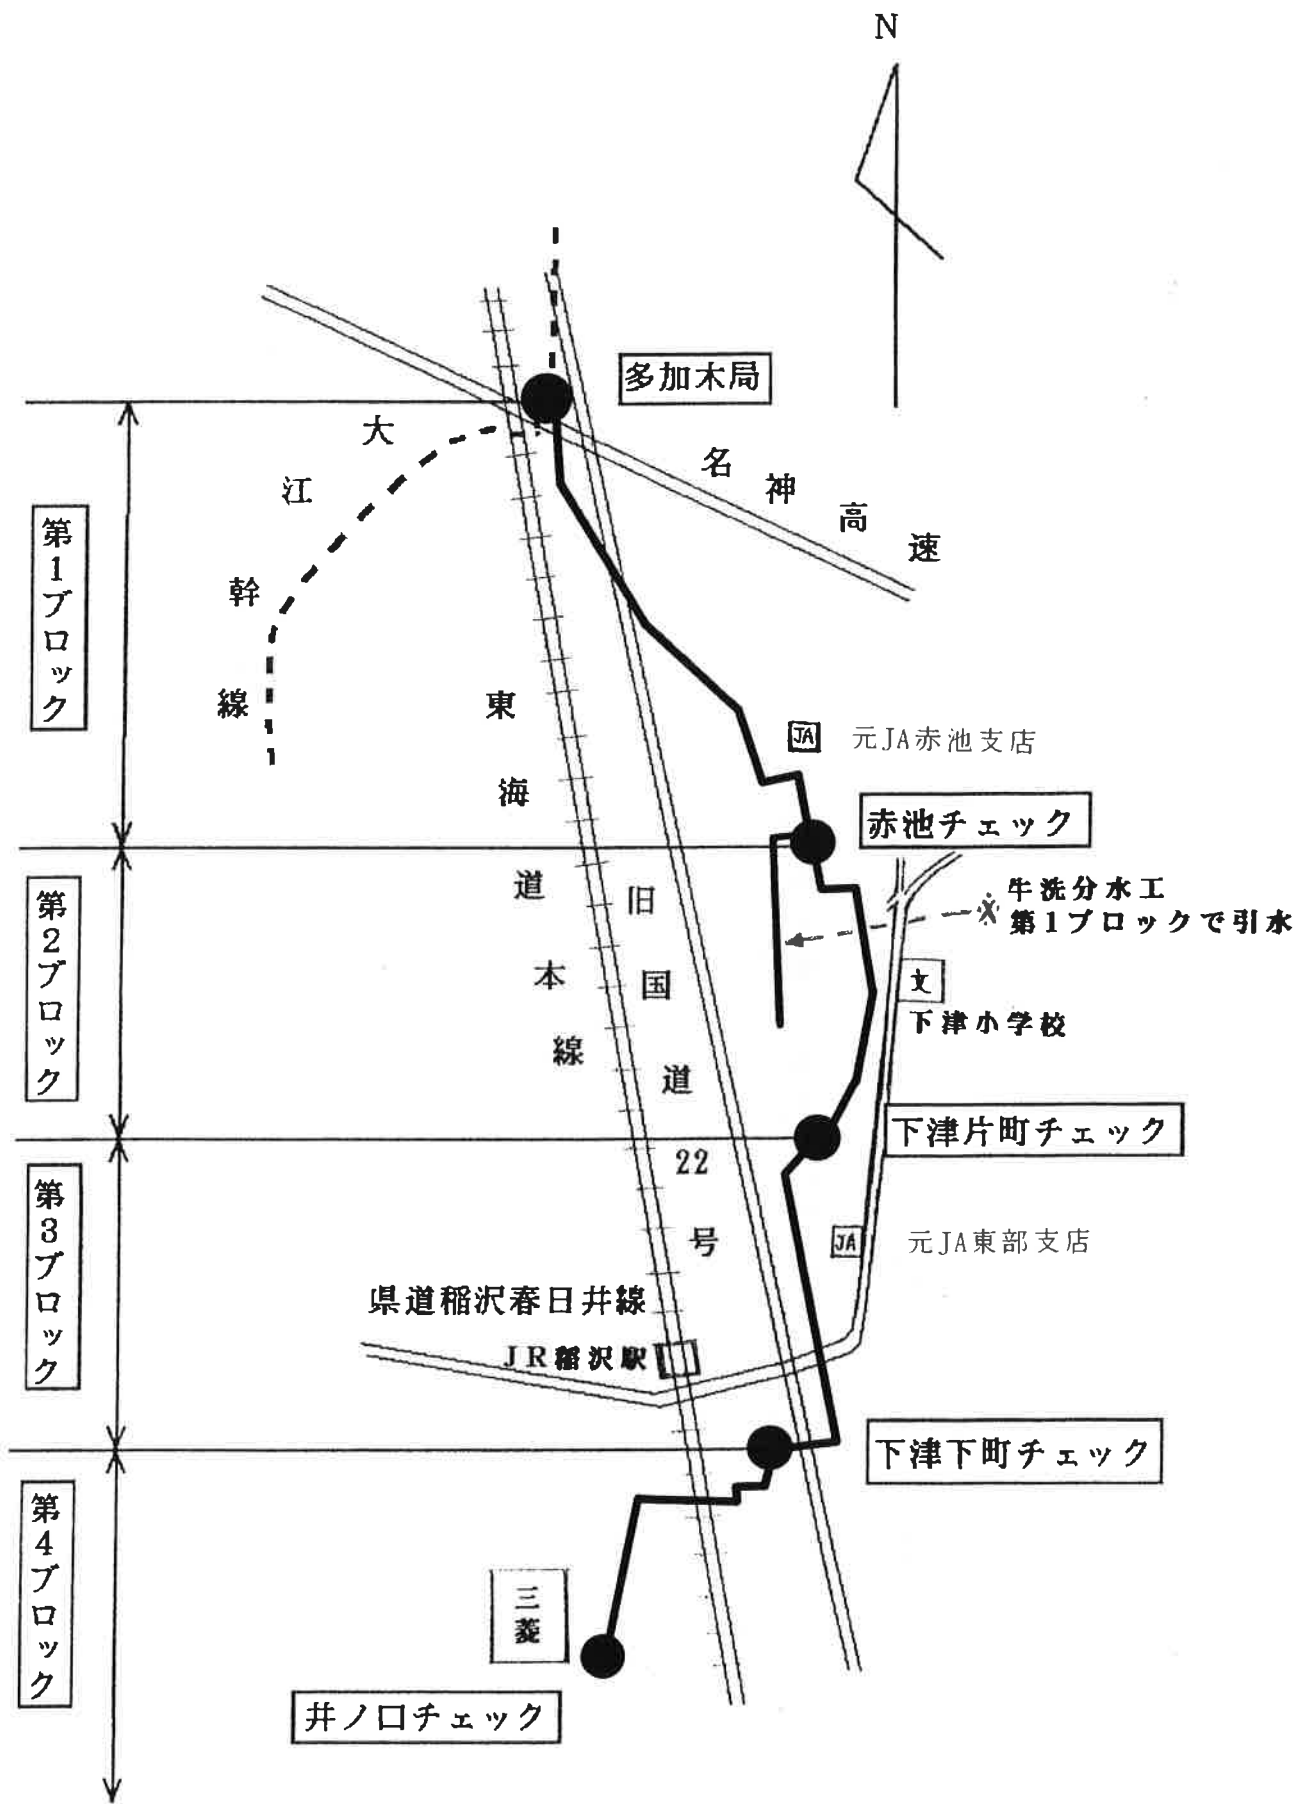 N
多加木局
大江幹線
名神高速
第1ブロック
東海道本線
JA
元JA赤池支店
赤池チェック
第2ブロック
旧国道22号
※
牛洗分水工
第1ブロックで引水
文
下津小学校
下津片町チェック
第3ブロック
JA
元JA東部支店
県道稲沢春日井線
JR稲沢駅
下津下町チェック
第4ブロック
三菱
井ノ口チェック